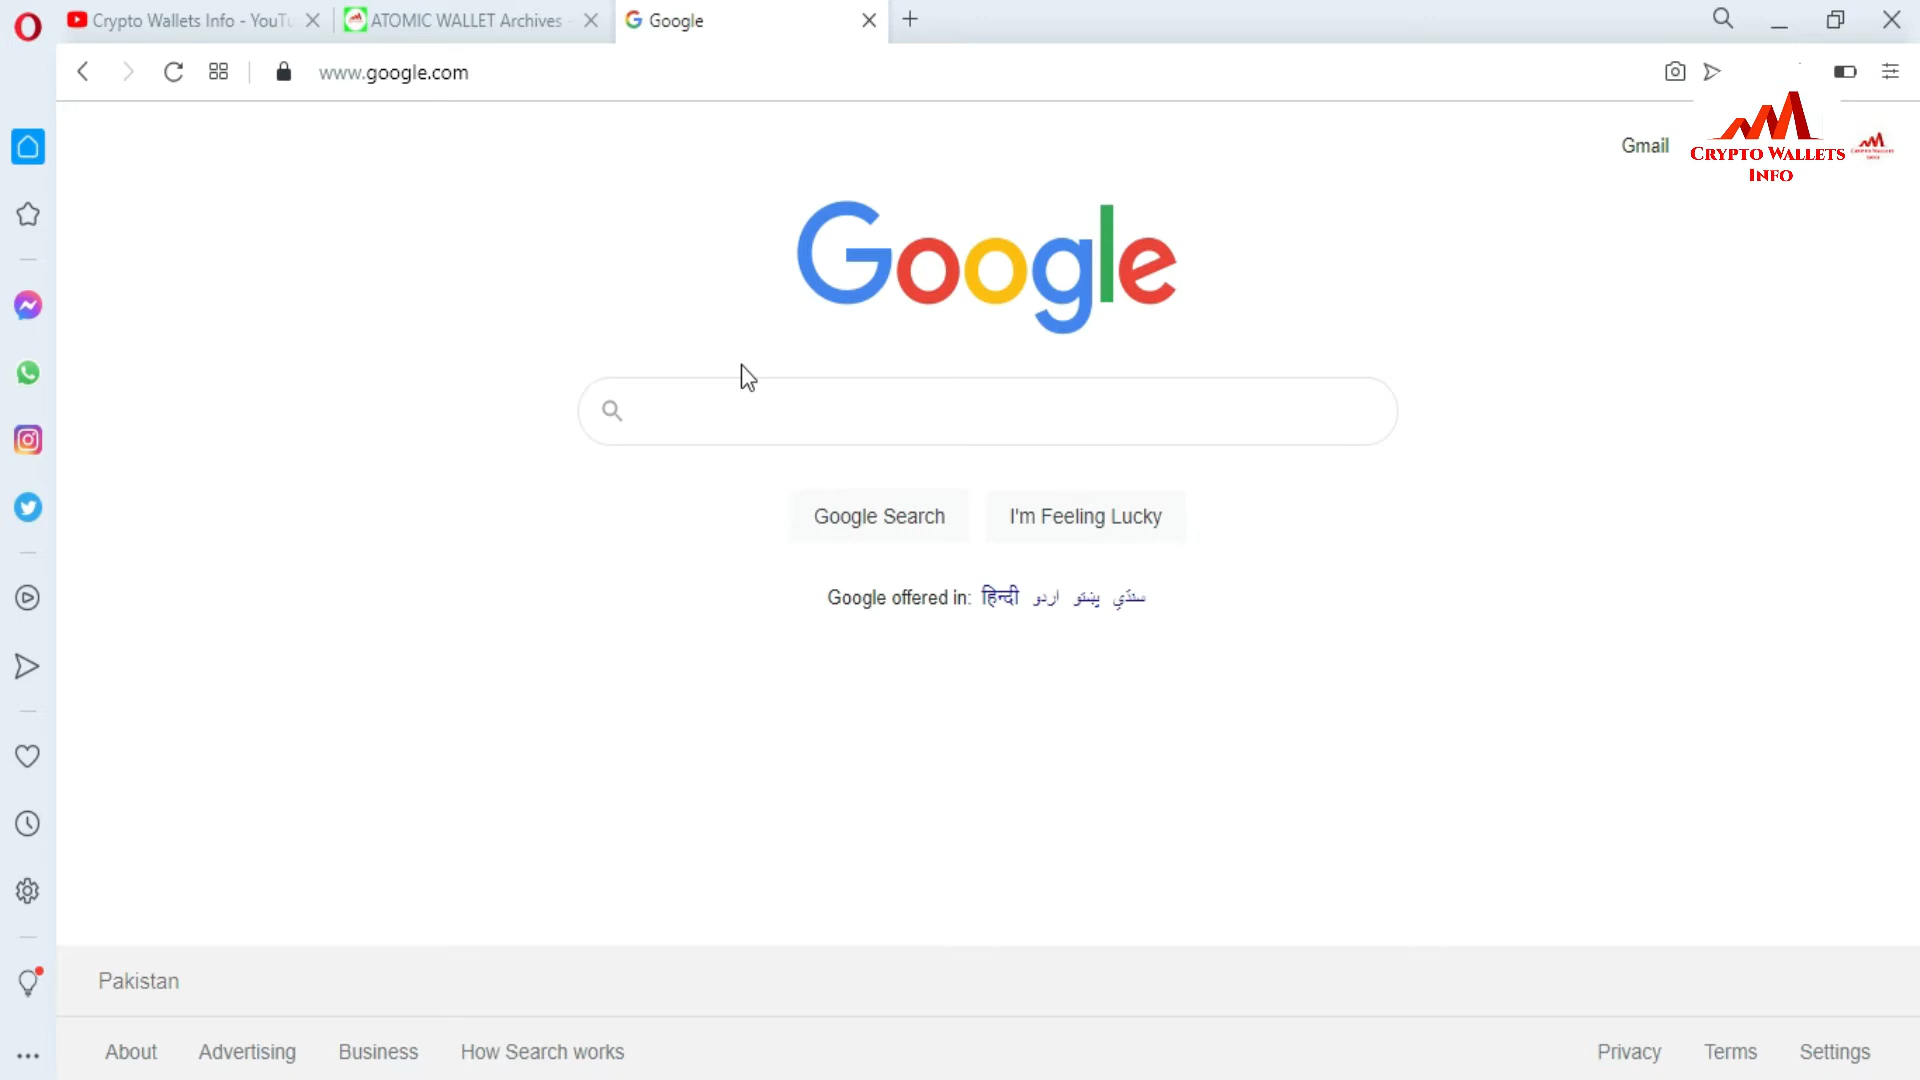 Crypto Wallets Info - YouTu
ATOMIC WALLET Archives -
Google
www.google.com
Gmail
CRYPTO WALLETS
INFO
Google
Google Search
I'm Feeling Lucky
Google offered in: हिन्दी اردو پښتو سنڌي
Pakistan
About
Advertising
Business
How Search works
Privacy
Terms
Settings